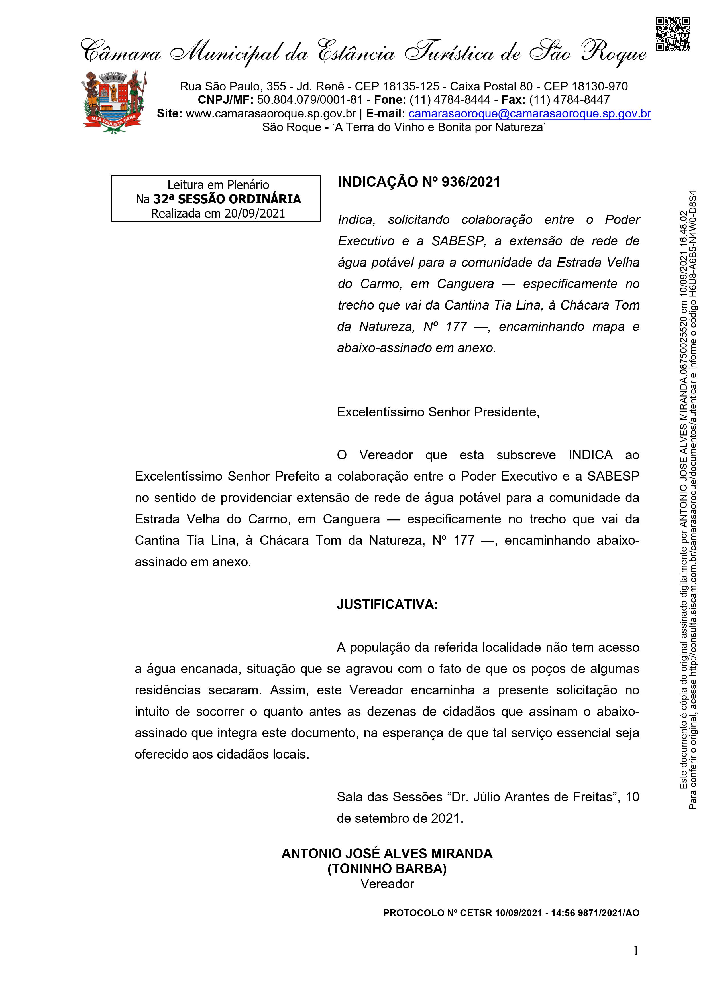 Câmara Municipal da Estância Turística de São Roque
Rua São Paulo, 355 - Jd. Renê - CEP 18135-125 - Caixa Postal 80 - CEP 18130-970
CNPJ/MF: 50.804.079/0001-81 - Fone: (11) 4784-8444 - Fax: (11) 4784-8447
Site: www.camarasaoroque.sp.gov.br | E-mail: camarasaoroque@camarasaoroque.sp.gov.br
São Roque - ‘A Terra do Vinho e Bonita por Natureza’
MEA PAULISTA GENS
Leitura em Plenário
Na 32ª SESSÃO ORDINÁRIA
Realizada em 20/09/2021
INDICAÇÃO Nº 936/2021
Indica, solicitando colaboração entre o Poder
Executivo e a SABESP, a extensão de rede de
água potável para a comunidade da Estrada Velha
do Carmo, em Canguera — especificamente no
trecho que vai da Cantina Tia Lina, à Chácara Tom
da Natureza, Nº 177 —, encaminhando mapa e
abaixo-assinado em anexo.
Excelentíssimo Senhor Presidente,
O Vereador que esta subscreve INDICA ao
Excelentíssimo Senhor Prefeito a colaboração entre o Poder Executivo e a SABESP
no sentido de providenciar extensão de rede de água potável para a comunidade da
Estrada Velha do Carmo, em Canguera — especificamente no trecho que vai da
Cantina Tia Lina, à Chácara Tom da Natureza, Nº 177 —, encaminhando abaixo-
assinado em anexo.
JUSTIFICATIVA:
A população da referida localidade não tem acesso
a água encanada, situação que se agravou com o fato de que os poços de algumas
residências secaram. Assim, este Vereador encaminha a presente solicitação no
intuito de socorrer o quanto antes as dezenas de cidadãos que assinam o abaixo-
assinado que integra este documento, na esperança de que tal serviço essencial seja
oferecido aos cidadãos locais.
Sala das Sessões “Dr. Júlio Arantes de Freitas”, 10
de setembro de 2021.
ANTONIO JOSÉ ALVES MIRANDA
(TONINHO BARBA)
Vereador
PROTOCOLO Nº CETSR 10/09/2021 - 14:56 9871/2021/AO
1
Este documento é cópia do original assinado digitalmente por ANTONIO JOSE ALVES MIRANDA:08750025520 em 10/09/2021 16:48:02
Para conferir o original, acesse http://consulta.siscam.com.br/camarasaoroque/documentos/autenticar e informe o código H6U8-A6B5-N4W0-D8S4